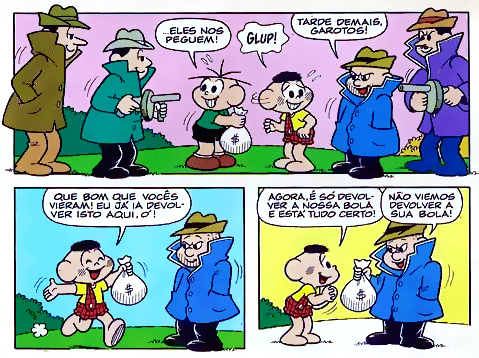 ...ELES NOS
PEGUEM!
GLUP!
TARDE DEMAIS,
GAROTOS!
$
QUE BOM QUE VOCÊS
VIERAM! EU JÁ IA DEVOL-
VER ISTO AQUI, Ó!
$
AGORA, É SÓ DEVOL-
VER A NOSSA BOLA
E ESTÁ TUDO CERTO!
NÃO VIEMOS
DEVOLVER A
SUA BOLA!
$